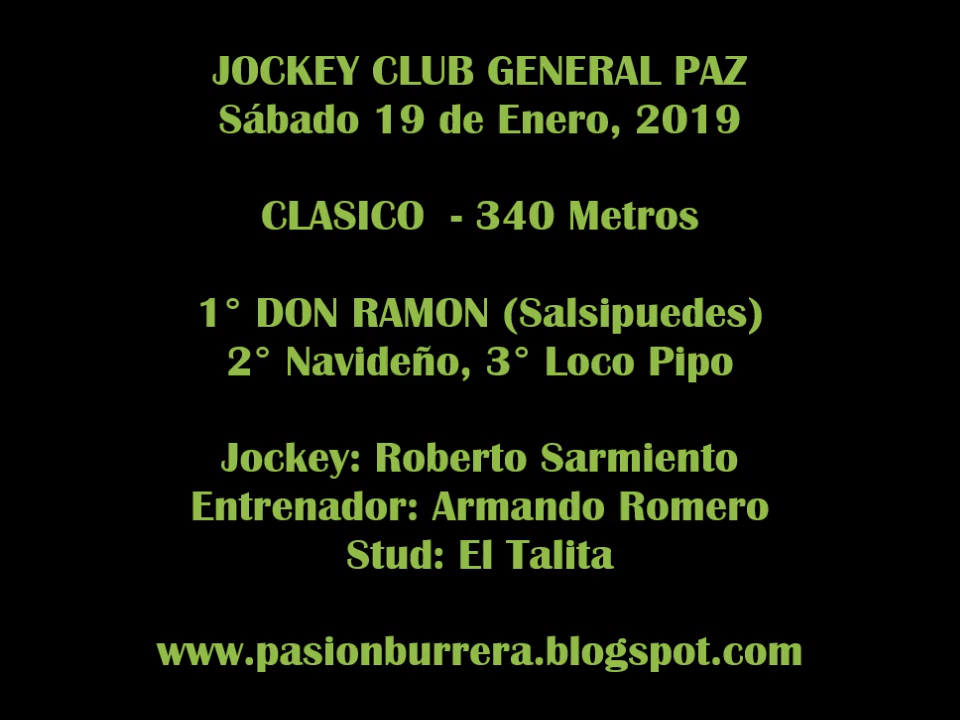 JOCKEY CLUB GENERAL PAZ
Sábado 19 de Enero, 2019
CLASICO  - 340 Metros
1° DON RAMON (Salsipuedes)
2° Navideño, 3° Loco Pipo
Jockey: Roberto Sarmiento
Entrenador: Armando Romero
Stud: El Talita
www.pasionburrera.blogspot.com